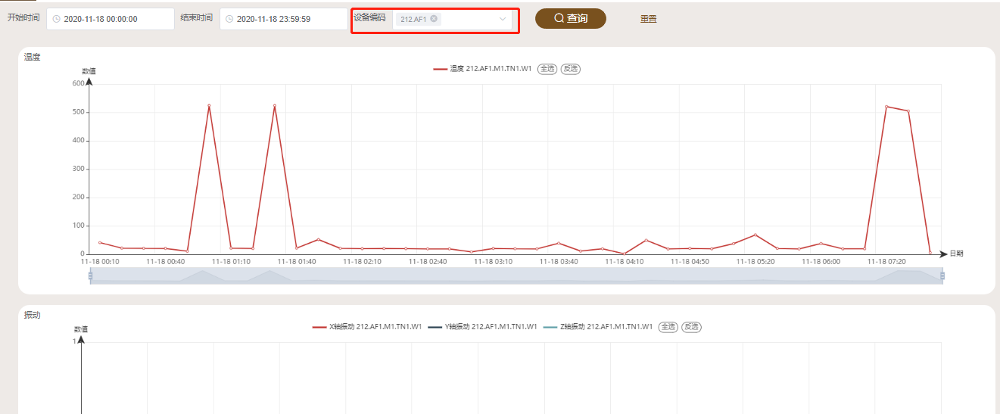 开始时间 2020-11-18 00:00:00 结束时间 2020-11-18 23:59:59 设备编码 212.AF1 查询 重置
温度
温度 212.AF1.M1.TN1.W1 全选 反选
数值
600
500
400
300
200
100
0
日期
11-18 00:10 11-18 00:40 11-18 01:10 11-18 01:40 11-18 02:10 11-18 02:40 11-18 03:10 11-18 03:40 11-18 04:10 11-18 04:50 11-18 05:20 11-18 06:00 11-18 07:20
振动
X轴振动 212.AF1.M1.TN1.W1 Y轴振动 212.AF1.M1.TN1.W1 Z轴振动 212.AF1.M1.TN1.W1 全选 反选
数值
1